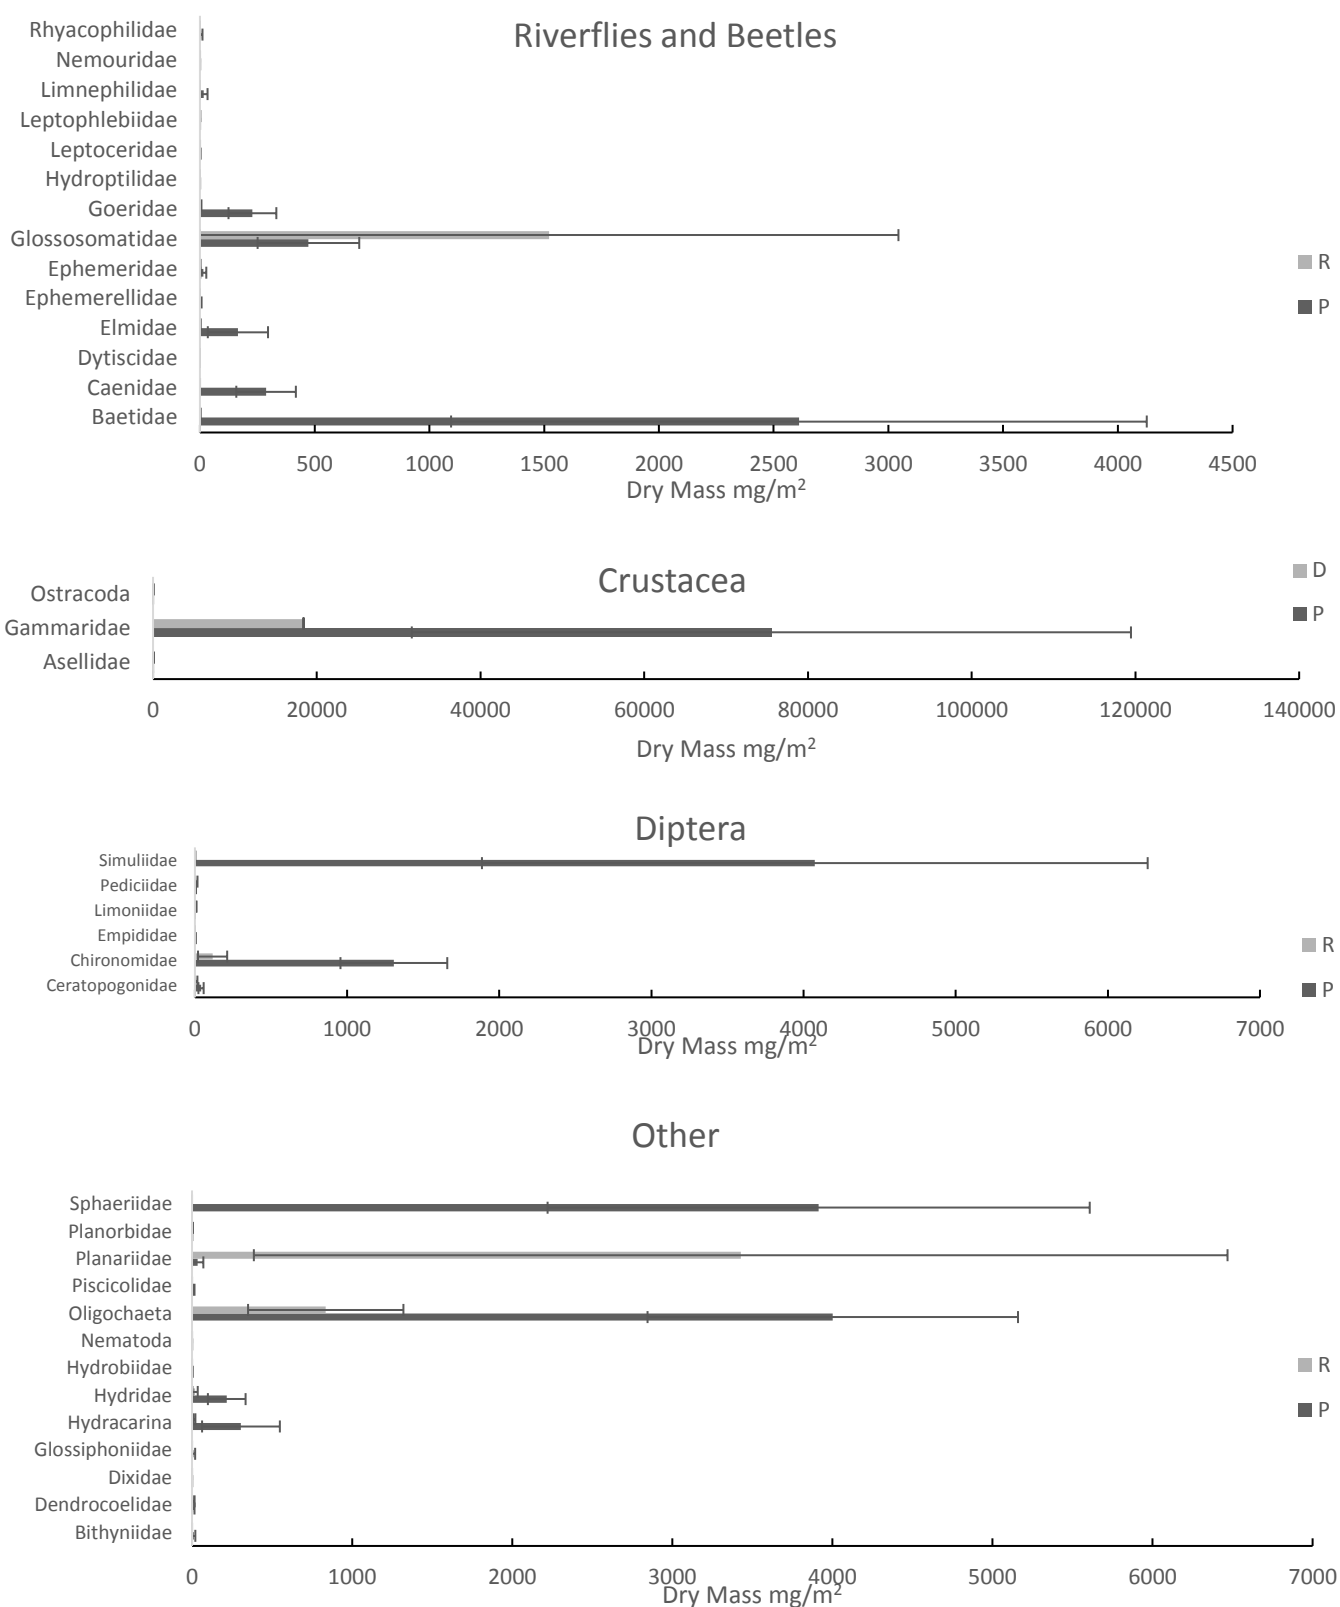 Riverflies and Beetles
Rhyacophilidae
Nemouridae
Limnephilidae
Leptophlebiidae
Leptoceridae
Hydroptilidae
Goeridae
Glossosomatidae
Ephemeridae
Ephemerellidae
Elmidae
Dytiscidae
Caenidae
Baetidae
R
P
0 500 1000 1500 2000 2500 3000 3500 4000 4500
Dry Mass mg/m²
Crustacea
D
P
Ostracoda
Gammaridae
Asellidae
0 20000 40000 60000 80000 100000 120000 140000
Dry Mass mg/m²
Diptera
Simuliidae
Pediciidae
Limoniidae
Empididae
Chironomidae
Ceratopogonidae
R
P
0 1000 2000 3000 4000 5000 6000 7000
Dry Mass mg/m²
Other
Sphaeriidae
Planorbidae
Planariidae
Piscicolidae
Oligochaeta
Nematoda
Hydrobiidae
Hydridae
Hydracarina
Glossiphoniidae
Dixidae
Dendrocoelidae
Bithyniidae
R
P
0 1000 2000 3000 4000 5000 6000 7000
Dry Mass mg/m²